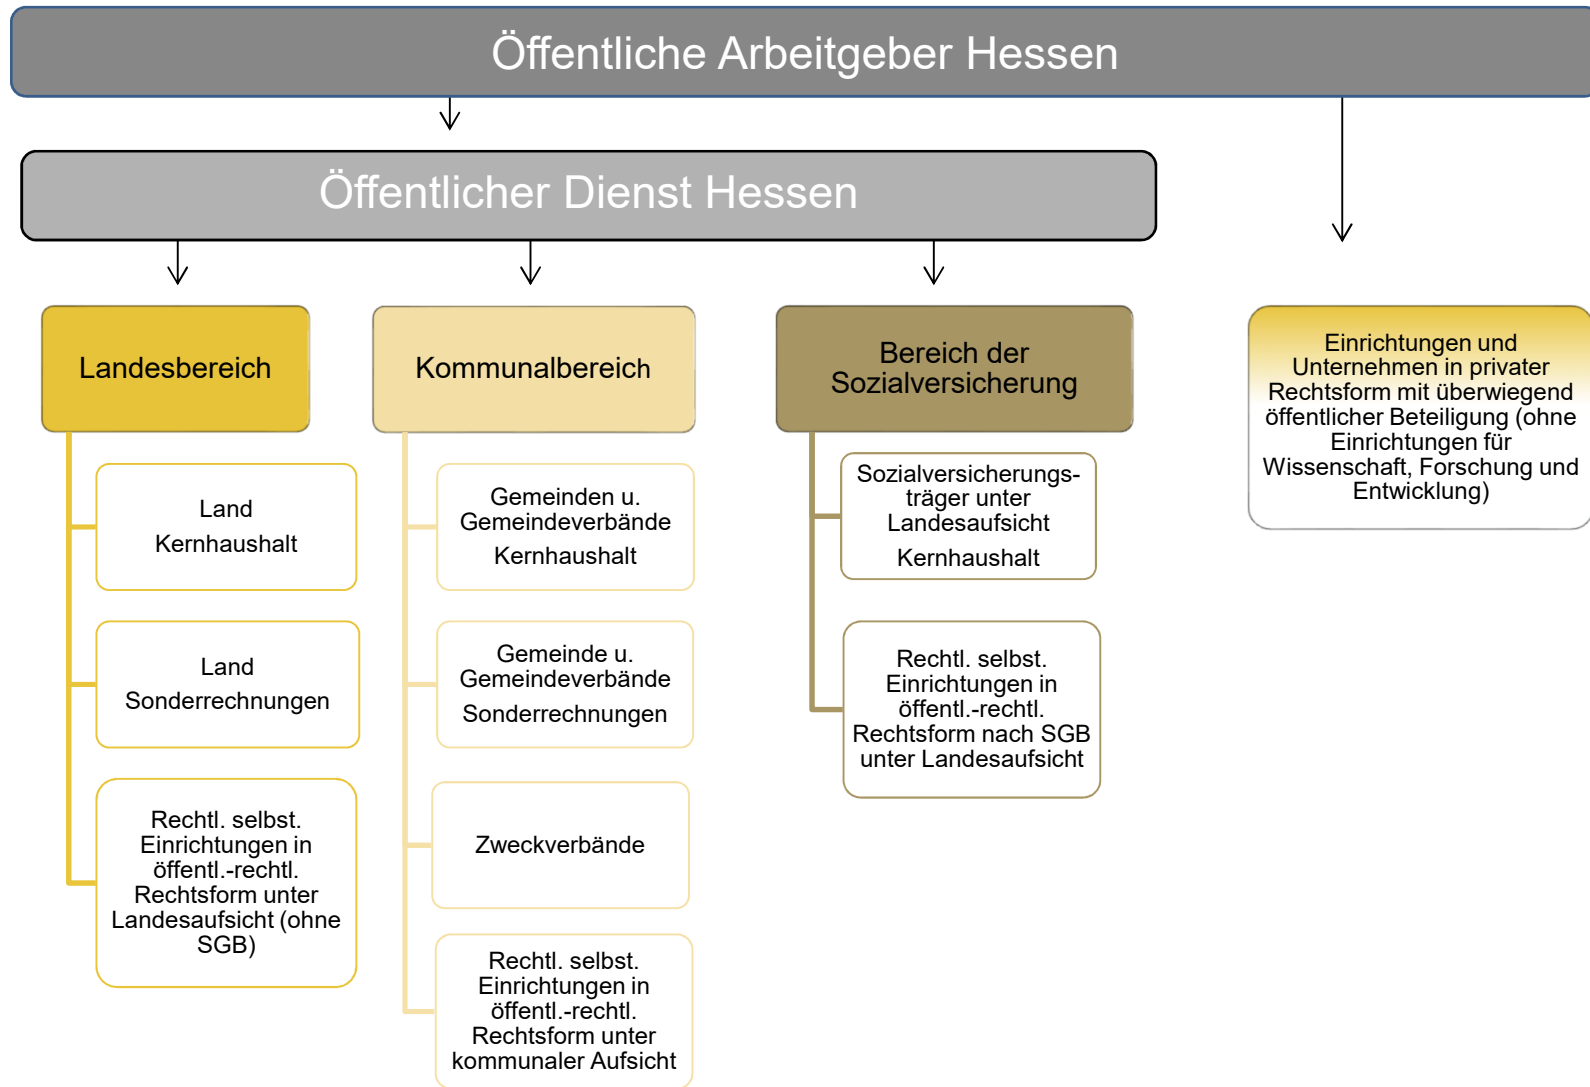 Öffentliche Arbeitgeber Hessen
Öffentlicher Dienst Hessen
Landesbereich
Land
Kernhaushalt
Land
Sonderrechnungen
Rechtl. selbst.
Einrichtungen in
öffentl.-rechtl.
Rechtsform unter
Landesaufsicht (ohne
SGB)
Kommunalbereich
Gemeinden u.
Gemeindeverbände
Kernhaushalt
Gemeinde u.
Gemeindeverbände
Sonderrechnungen
Zweckverbände
Rechtl. selbst.
Einrichtungen in
öffentl.-rechtl.
Rechtsform unter
kommunaler Aufsicht
Bereich der
Sozialversicherung
Sozialversicherungs-
träger unter
Landesaufsicht
Kernhaushalt
Rechtl. selbst.
Einrichtungen in
öffentl.-rechtl.
Rechtsform nach SGB
unter Landesaufsicht
Einrichtungen und
Unternehmen in privater
Rechtsform mit überwiegend
öffentlicher Beteiligung (ohne
Einrichtungen für
Wissenschaft, Forschung und
Entwicklung)